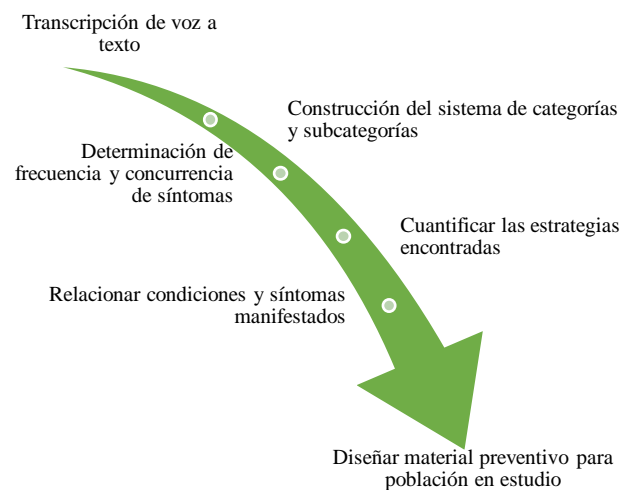 Transcripción de voz a
texto
Construcción del sistema de categorías
y subcategorías
Determinación de
frecuencia y concurrencia
de síntomas
Cuantificar las estrategias
encontradas
Relacionar condiciones y síntomas
manifestados
Diseñar material preventivo para
población en estudio